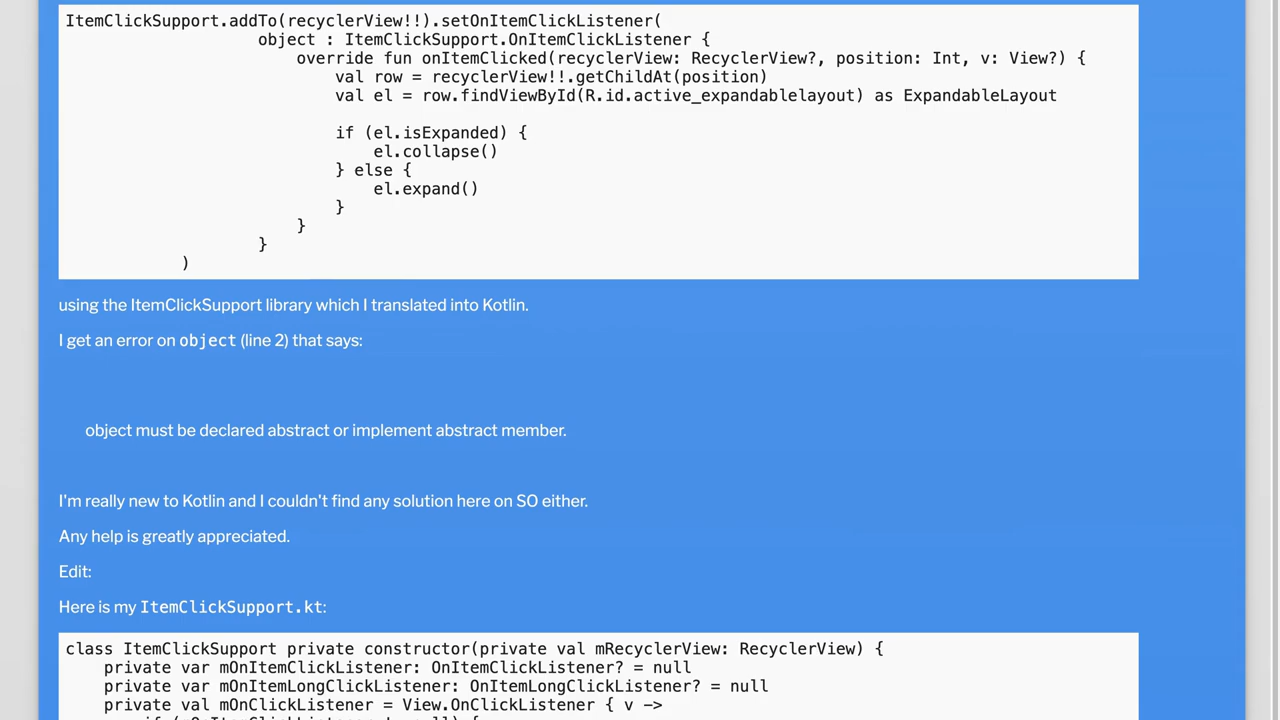 ItemClickSupport.addTo(recyclerView!!).setOnItemClickListener(
object : ItemClickSupport.OnItemClickListener {
override fun onItemClicked(recyclerView: RecyclerView?, position: Int, v: View?) {
val row = recyclerView!!.getChildAt(position)
val el = row.findViewById(R.id.active_expandablelayout) as ExpandableLayout
if (el.isExpanded) {
el.collapse()
} else {
el.expand()
}
}
}
)
using the ItemClickSupport library which I translated into Kotlin.
I get an error on object (line 2) that says:
object must be declared abstract or implement abstract member.
I'm really new to Kotlin and I couldn't find any solution here on SO either.
Any help is greatly appreciated.
Edit:
Here is my ItemClickSupport.kt:
class ItemClickSupport private constructor(private val mRecyclerView: RecyclerView) {
private var mOnItemClickListener: OnItemClickListener? = null
private var mOnItemLongClickListener: OnItemLongClickListener? = null
private val mOnClickListener = View.OnClickListener { v ->